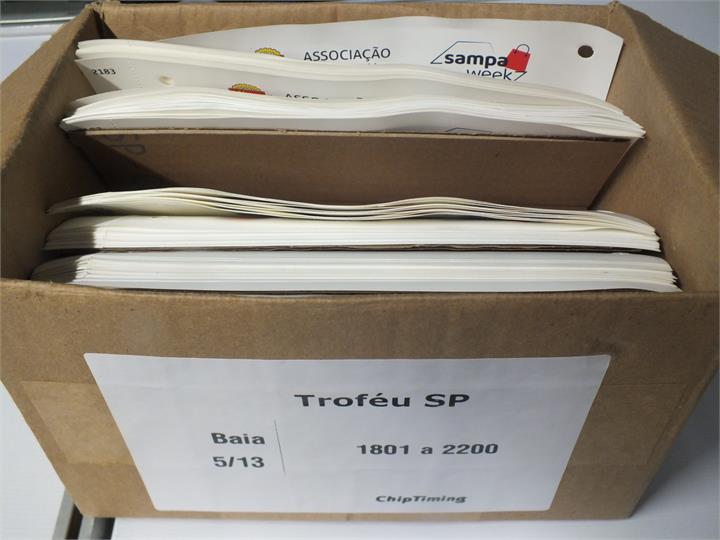 ASSOCIAÇÃO
sampa
week
2183
Troféu SP
Baia
5/13
1801 a 2200
ChipTiming